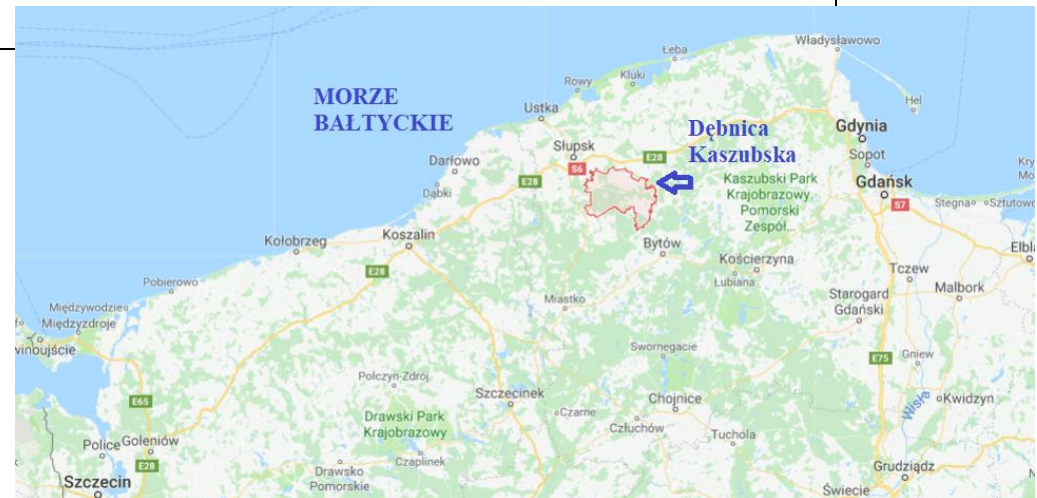 Władysławowo
Łeba
Rowy
Kluki
Hel
MORZE
BAŁTYCKIE
Ustka
Dębnica
Kaszubska
Gdynia
Słupsk
E28
Sopot
Darłowo
S6
E28
Kaszubski Park
Krajobrazowy.
Pomorski
Zespół...
Gdańsk
S7
Dąbki
Stegna
Sztutowo
Kołobrzeg
Koszalin
Bytów
Kościerzyna
E28
Tczew
Lubiana
Pobierowo
Malbork
Starogard
Gdański
Międzywodzie
Miastko
Międzyzdroje
Swornegacie
E75
Gniew
Połczyn-Zdrój
Szczecinek
Chojnice
Wisła
Kwidzyn
E65
Drawski Park
Krajobrazowy
Czarne
Człuchów
Tuchola
Police
Goleniów
Czaplinek
E28
Grudziądz
Drawsko
Pomorskie
Szczecin
Świecie